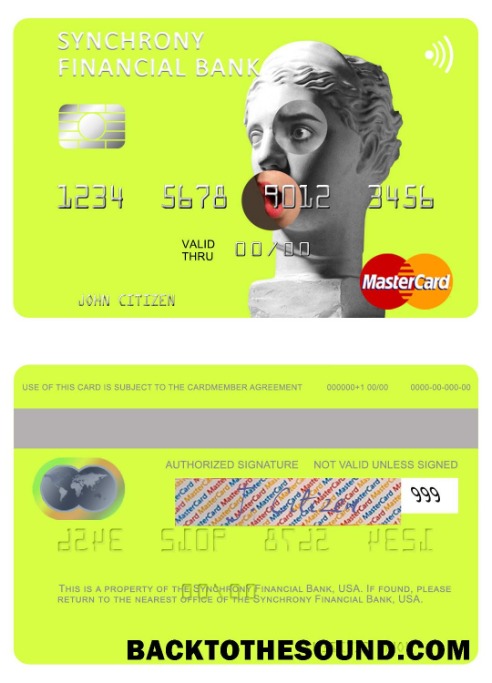 SYNCHRONY
FINANCIAL BANK
1234 5678 9012 3456
VALID
THRU
00/00
JOHN CITIZEN
MasterCard
USE OF THIS CARD IS SUBJECT TO THE CARDMEMBER AGREEMENT 000000+1 00/00 0000-00-000-00
AUTHORIZED SIGNATURE NOT VALID UNLESS SIGNED
J. Citizen
999
THIS IS A PROPERTY OF THE SYNCHRONY FINANCIAL BANK, USA. IF FOUND, PLEASE
RETURN TO THE NEAREST OFFICE OF THE SYNCHRONY FINANCIAL BANK, USA.
BACKTOTHESOUND.COM